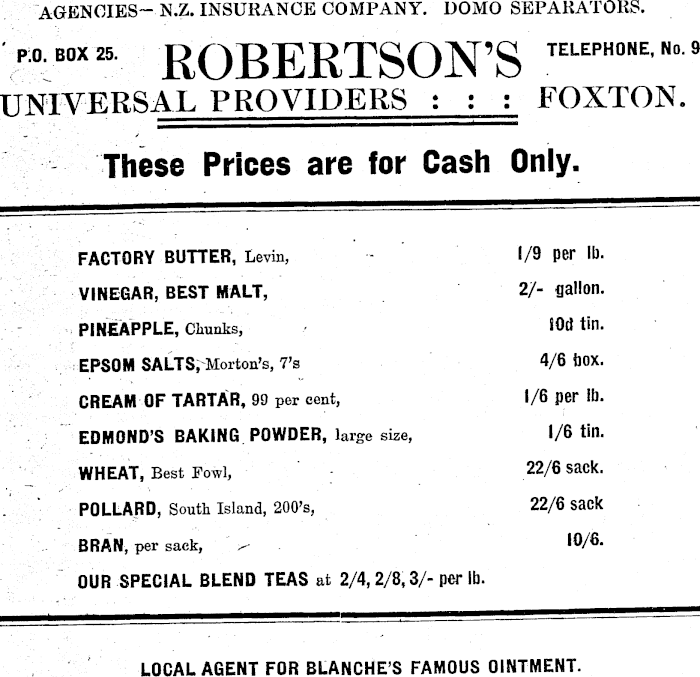 AGENCIES— N.Z. INSURANCE COMPANY. DOMO SEPARATORS.
P.O. BOX 25. ROBERTSON'S TELEPHONE, No. 9
UNIVERSAL PROVIDERS : : : FOXTON.
These Prices are for Cash Only.
FACTORY BUTTER, Levin, 1/9 per lb.
VINEGAR, BEST MALT, 2/- gallon.
PINEAPPLE, Chunks, 10d tin.
EPSOM SALTS, Morton's, 7's 4/6 box.
CREAM OF TARTAR, 99 per cent, 1/6 per lb.
EDMOND'S BAKING POWDER, large size, 1/6 tin.
WHEAT, Best Fowl, 22/6 sack.
POLLARD, South Island, 200's, 22/6 sack
BRAN, per sack, 10/6.
OUR SPECIAL BLEND TEAS at 2/4, 2/8, 3/- per lb.
LOCAL AGENT FOR BLANCHE'S FAMOUS OINTMENT.